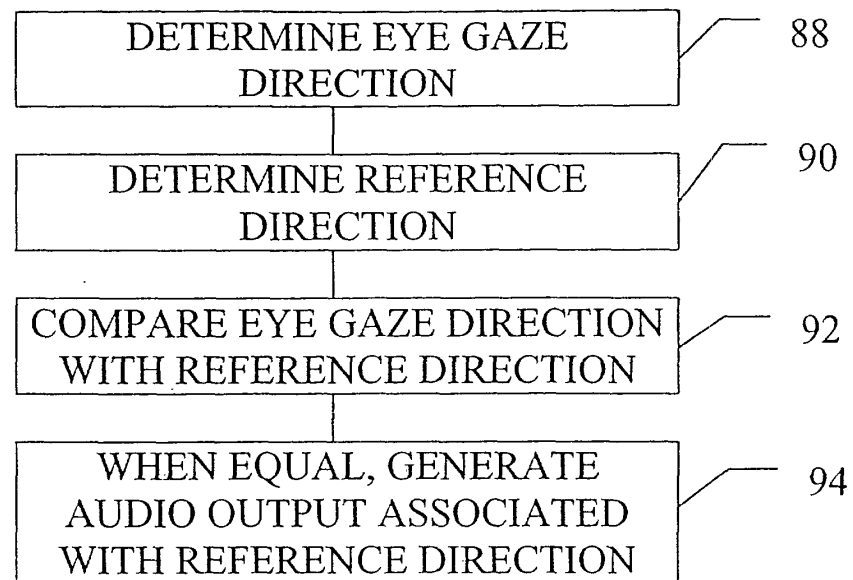 DETERMINE EYE GAZE
DIRECTION
88
DETERMINE REFERENCE
DIRECTION
90
COMPARE EYE GAZE DIRECTION
WITH REFERENCE DIRECTION
92
WHEN EQUAL, GENERATE
AUDIO OUTPUT ASSOCIATED
WITH REFERENCE DIRECTION
94